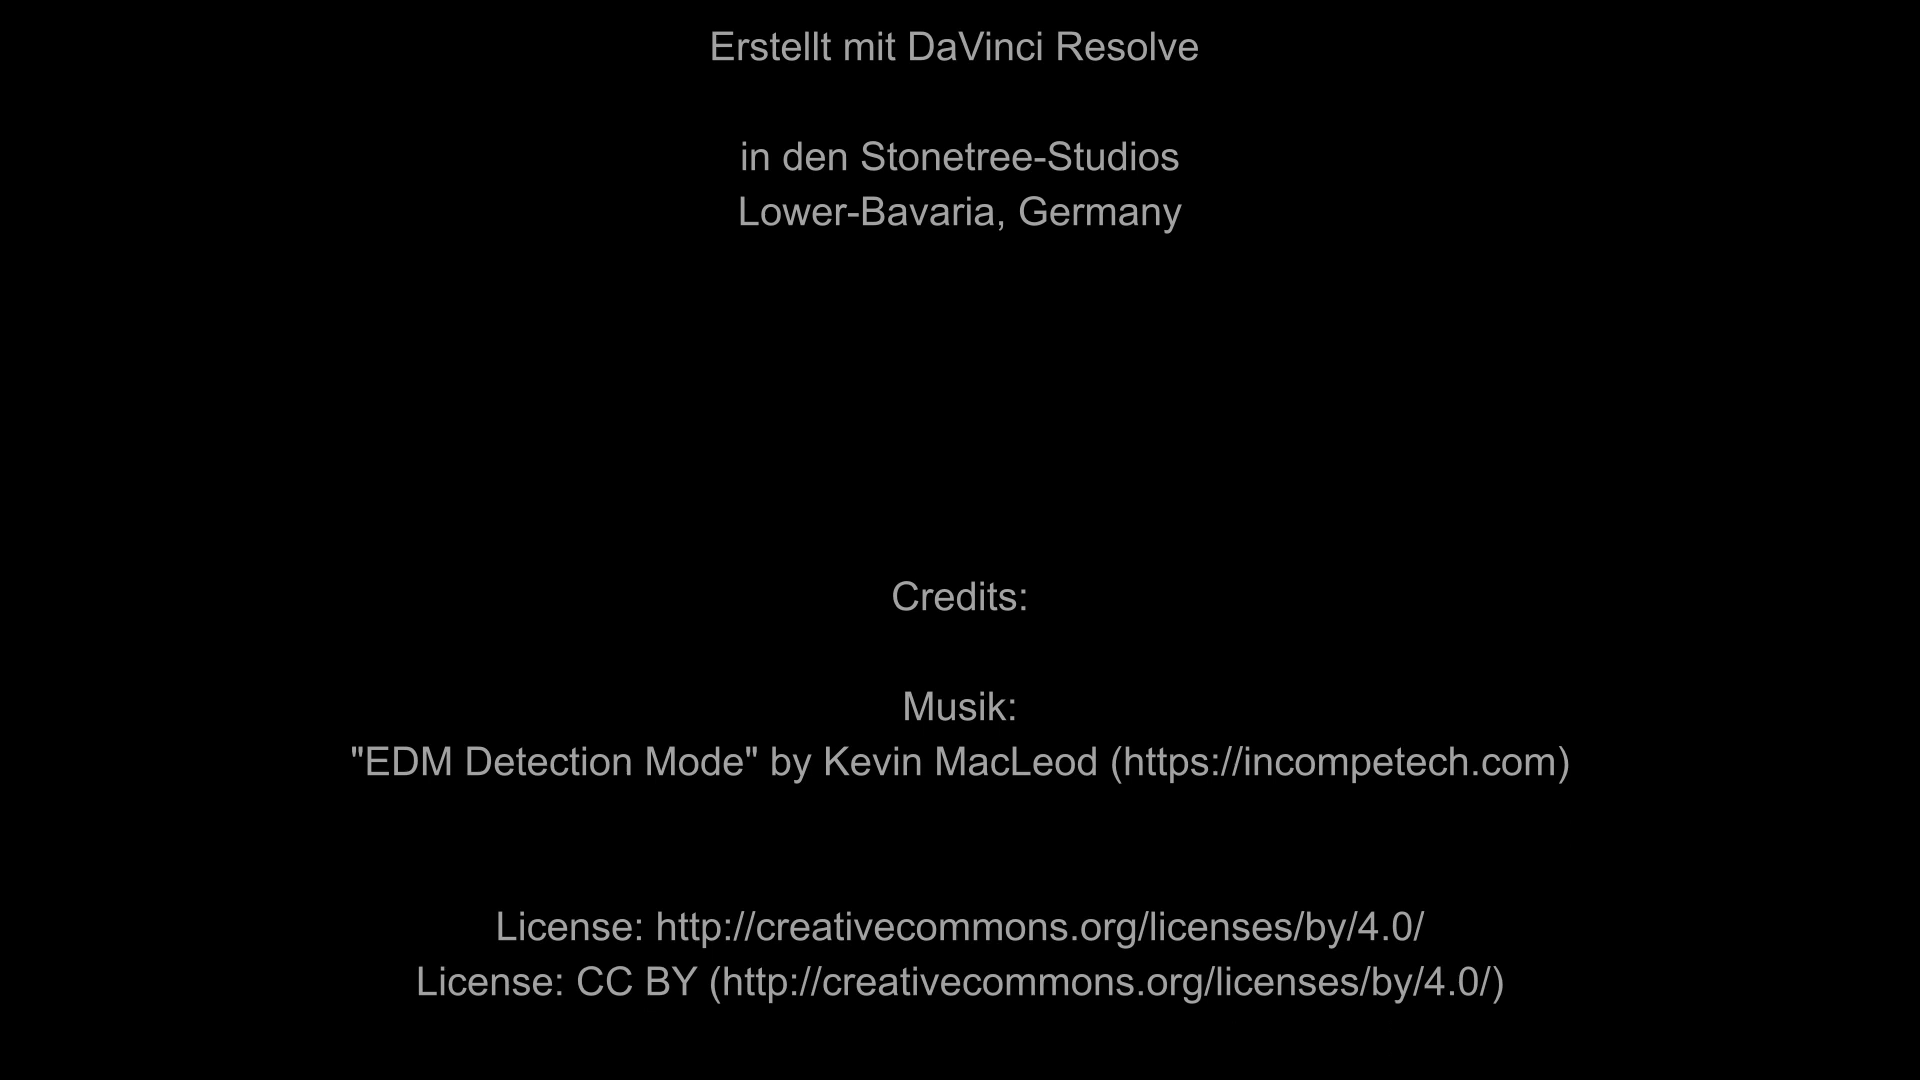 Erstellt mit DaVinci Resolve
in den Stonetree-Studios
Lower-Bavaria, Germany
Credits:
Musik:
"EDM Detection Mode" by Kevin MacLeod (https://incompetech.com)
License: http://creativecommons.org/licenses/by/4.0/
License: CC BY (http://creativecommons.org/licenses/by/4.0/)